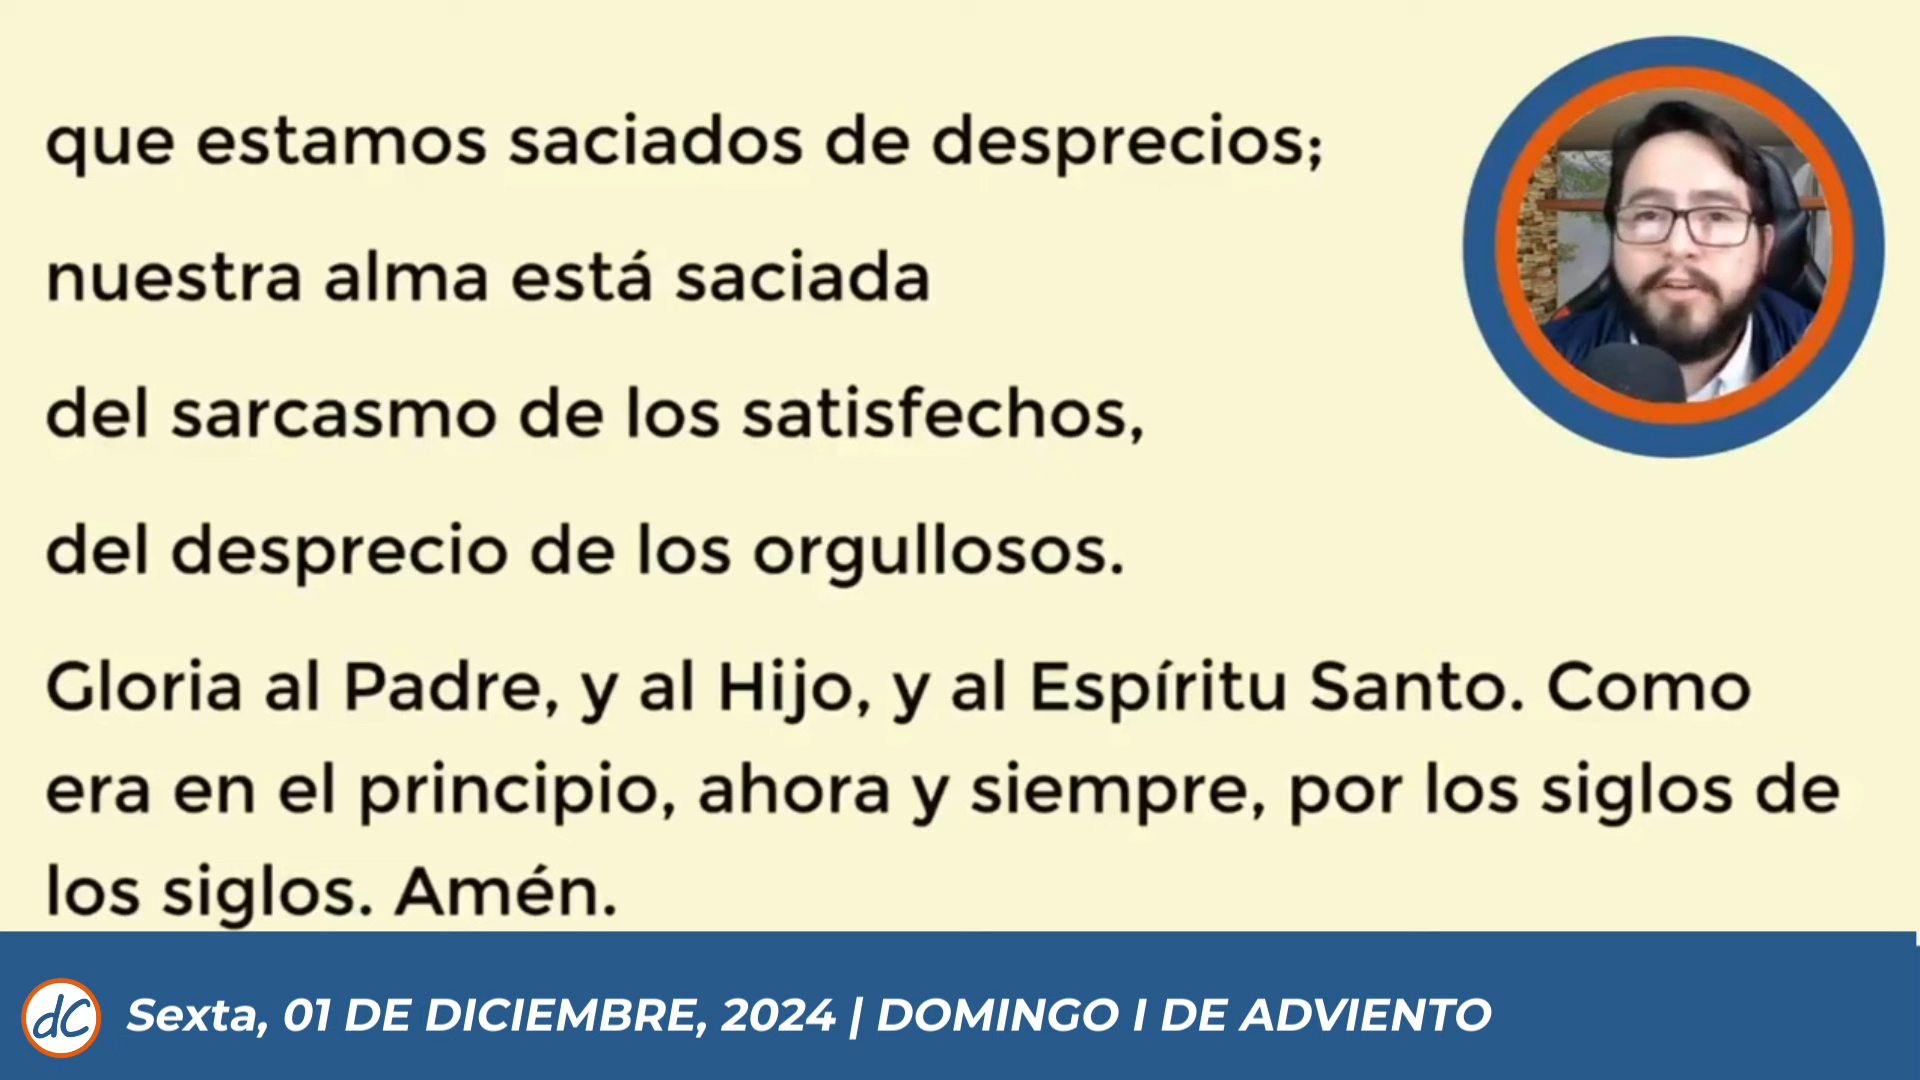 que estamos saciados de desprecios;
nuestra alma está saciada
del sarcasmo de los satisfechos,
del desprecio de los orgullosos.
Gloria al Padre, y al Hijo, y al Espíritu Santo. Como
era en el principio, ahora y siempre, por los siglos de
los siglos. Amén.
dC
Sexta, 01 DE DICIEMBRE, 2024 | DOMINGO I DE ADVIENTO